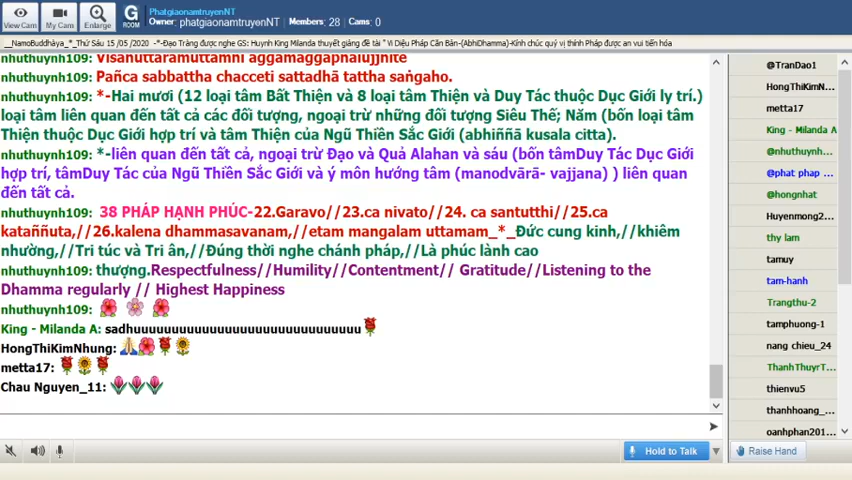 View Cam
My Cam
Enlarge
G
ROOM
PhatgiaonamtruyenNT
Owner: phatgiaonamtruyenNT Members: 28 Cams: 0
__NamoBuddhàya_*_Thứ Sáu 15 /05 /2020 -*-Đạo Tràng được nghe GS: Huynh King Milanda thuyết giảng đề tài " Vi Diệu Pháp Căn Bản-(AbhiDhamma)-Kính chúc quý vị thính Pháp được an vui tiến hóa
nhuthuynh109: Visanuttaramuttamhi aggamaggaphalujjhite
nhuthuynh109: Pañca sabbattha chacceti sattadhā tattha saṅgaho.
nhuthuynh109: *-Hai mươi (12 loại tâm Bất Thiện và 8 loại tâm Thiện và Duy Tác thuộc Dục Giới ly trí.)
loại tâm liên quan đến tất cả các đối tượng, ngoại trừ những đối tượng Siêu Thế; Năm (bốn loại tâm
Thiện thuộc Dục Giới hợp trí và tâm Thiện của Ngũ Thiền Sắc Giới (abhiññā kusala citta).
nhuthuynh109: *-liên quan đến tất cả, ngoại trừ Đạo và Quả Alahan và sáu (bốn tâmDuy Tác Dục Giới
hợp trí, tâmDuy Tác của Ngũ Thiền Sắc Giới và ý môn hướng tâm (manodvārā- vajjana) ) liên quan
đến tất cả.
nhuthuynh109: 38 PHÁP HẠNH PHÚC-22.Garavo//23.ca nivato//24. ca santutthi//25.ca
kataññuta,//26.kalena dhammasavanam,//etam mangalam uttamam_*_Đức cung kính,//khiêm
nhường,//Tri túc và Tri ân,//Đúng thời nghe chánh pháp,//Là phúc lành cao
nhuthuynh109: thượng.Respectfulness//Humility//Contentment// Gratitude//Listening to the
Dhamma regularly // Highest Happiness
nhuthuynh109:
King - Milanda A: sadhuuuuuuuuuuuuuuuuuuuuuuuuuuuuuu
HongThiKimNhung:
metta17:
Chau Nguyen_11:
Hold to Talk
@TranDao1
HongThiKimN...
metta17
King - Milanda A
@nhuthuynh...
@phat phap ...
@hongnhat
Huyenmong2...
thy lam
tamuy
tam-hanh
Trangthu-2
tamphuong-1
nang chieu_24
ThanhThuyrT...
thienvu5
thanhhoang_...
oanhphan201...
Raise Hand